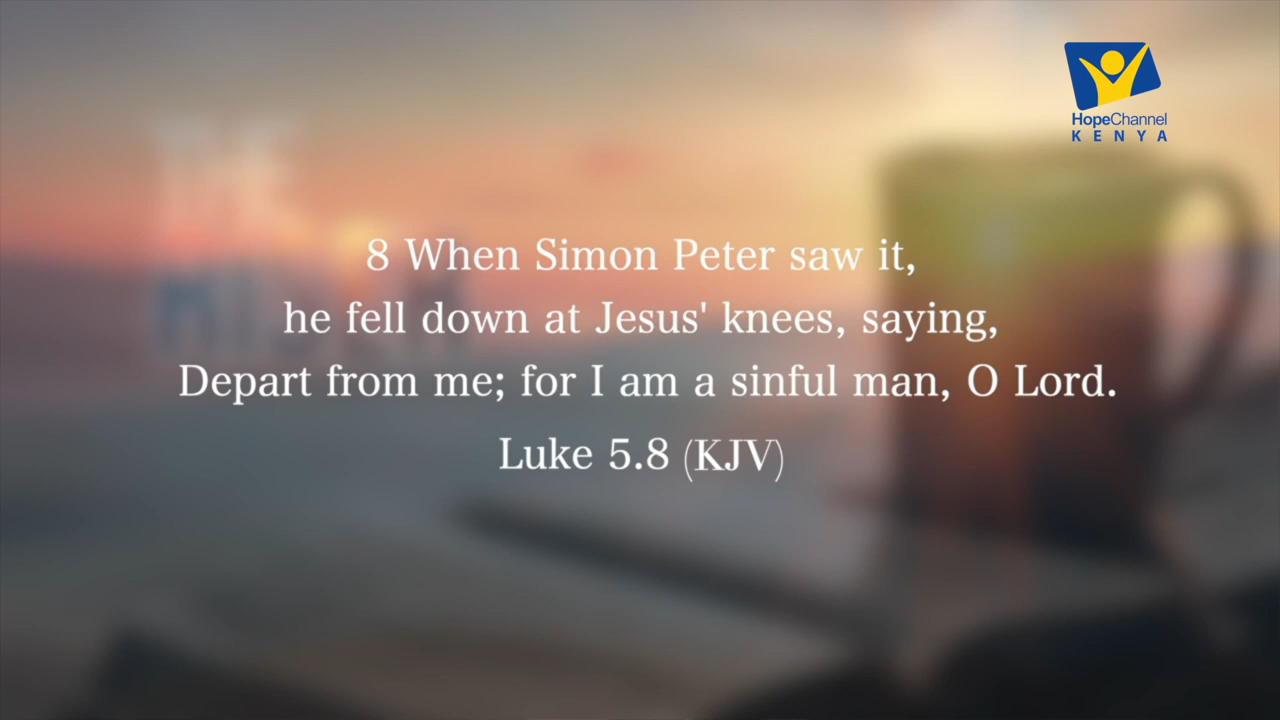 HopeChannel
KENYA
8 When Simon Peter saw it,
he fell down at Jesus' knees, saying,
Depart from me; for I am a sinful man, O Lord.
Luke 5.8 (KJV)